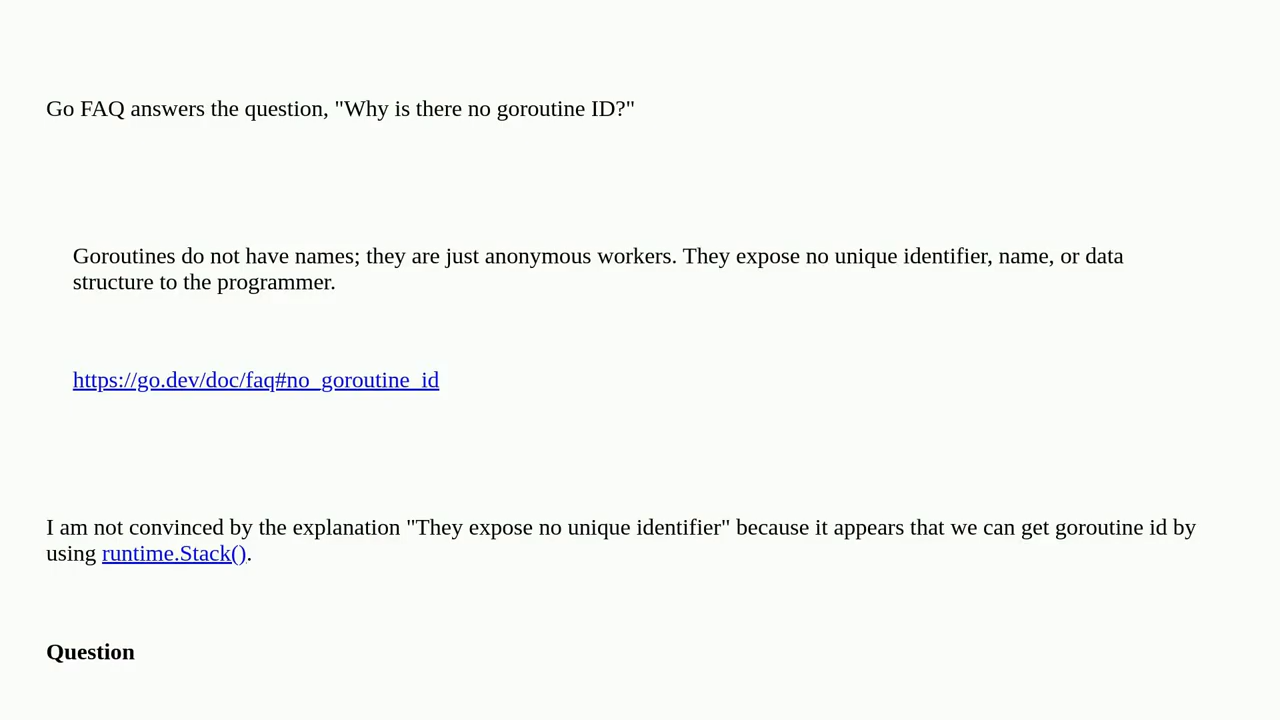 Go FAQ answers the question, "Why is there no goroutine ID?"
Goroutines do not have names; they are just anonymous workers. They expose no unique identifier, name, or data
structure to the programmer.
https://go.dev/doc/faq#no_goroutine_id
I am not convinced by the explanation "They expose no unique identifier" because it appears that we can get goroutine id by
using runtime.Stack().
Question